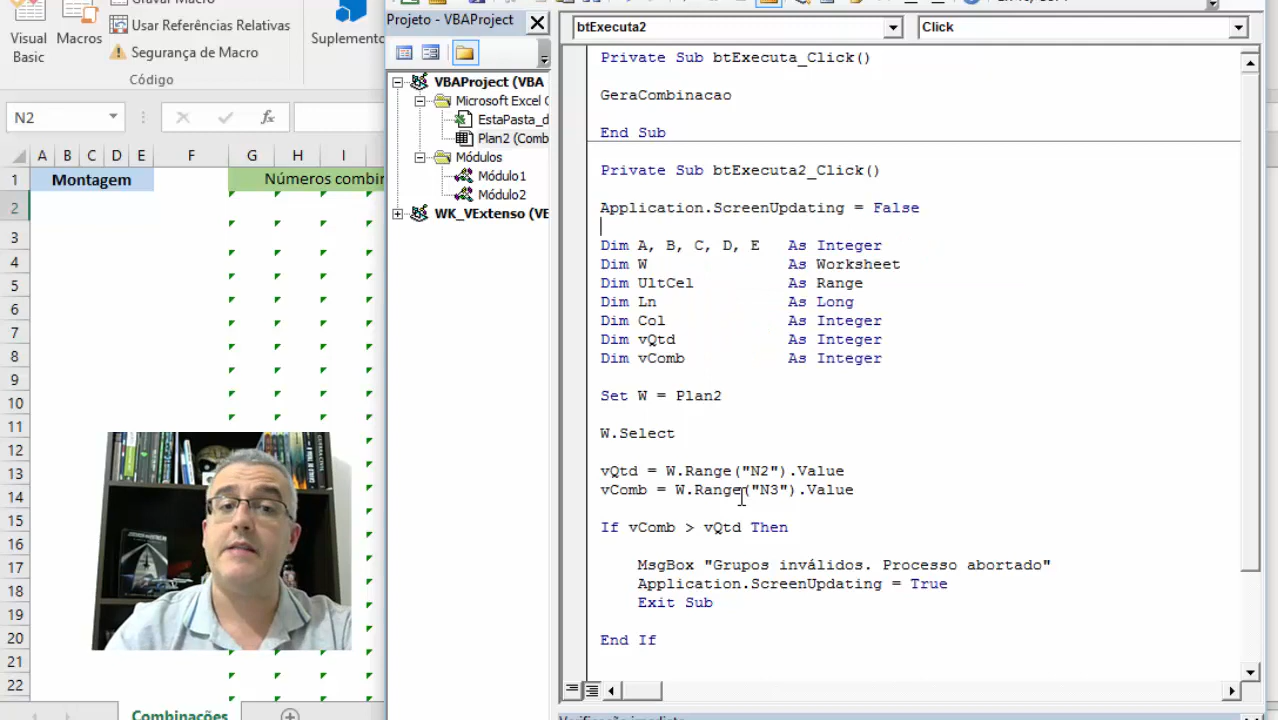 Gravar Macro
Visual Basic
Macros
Usar Referências Relativas
Segurança de Macro
Suplemento
Código
N2
fx
A B C D E F G H I
1 Montagem Números combin
2
3
4
5
6
7
8
9
10
11
12
13
14
15
16
17
18
19
20
21
22
Combinações
Projeto - VBAProject
VBAProject (VBA
Microsoft Excel O
EstaPasta_d
Plan2 (Comb
Módulos
Módulo1
Módulo2
WK_VExtenso (VE
btExecuta2
Click
Private Sub btExecuta_Click()
GeraCombinacao
End Sub
Private Sub btExecuta2_Click()
Application.ScreenUpdating = False
Dim A, B, C, D, E As Integer
Dim W As Worksheet
Dim UltCel As Range
Dim Ln As Long
Dim Col As Integer
Dim vQtd As Integer
Dim vComb As Integer
Set W = Plan2
W.Select
vQtd = W.Range("N2").Value
vComb = W.Range("N3").Value
If vComb > vQtd Then
MsgBox "Grupos inválidos. Processo abortado"
Application.ScreenUpdating = True
Exit Sub
End If